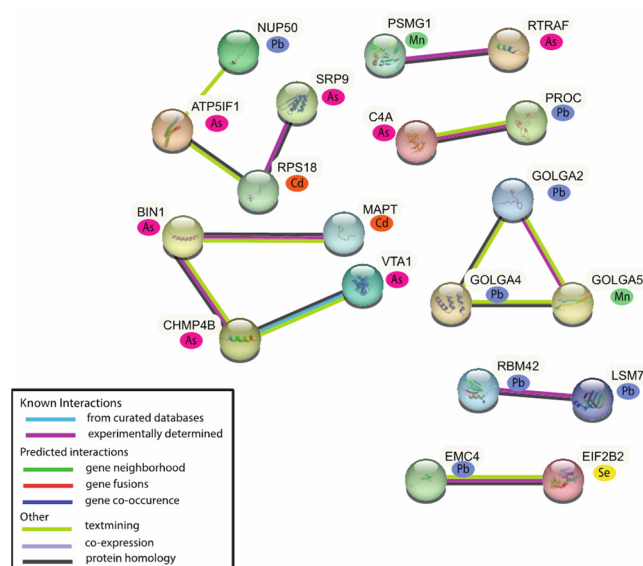 NUP50
Pb
PSMG1
Mn
RTRAF
As
SRP9
As
ATP5IF1
As
C4A
As
PROC
Pb
RPS18
Cd
GOLGA2
Pb
BIN1
As
MAPT
Cd
VTA1
As
GOLGA4
Pb
GOLGA5
Mn
CHMP4B
As
RBM42
Pb
LSM7
Pb
EMC4
Pb
EIF2B2
Se
Known Interactions
from curated databases
experimentally determined
Predicted interactions
gene neighborhood
gene fusions
gene co-occurence
Other
textmining
co-expression
protein homology